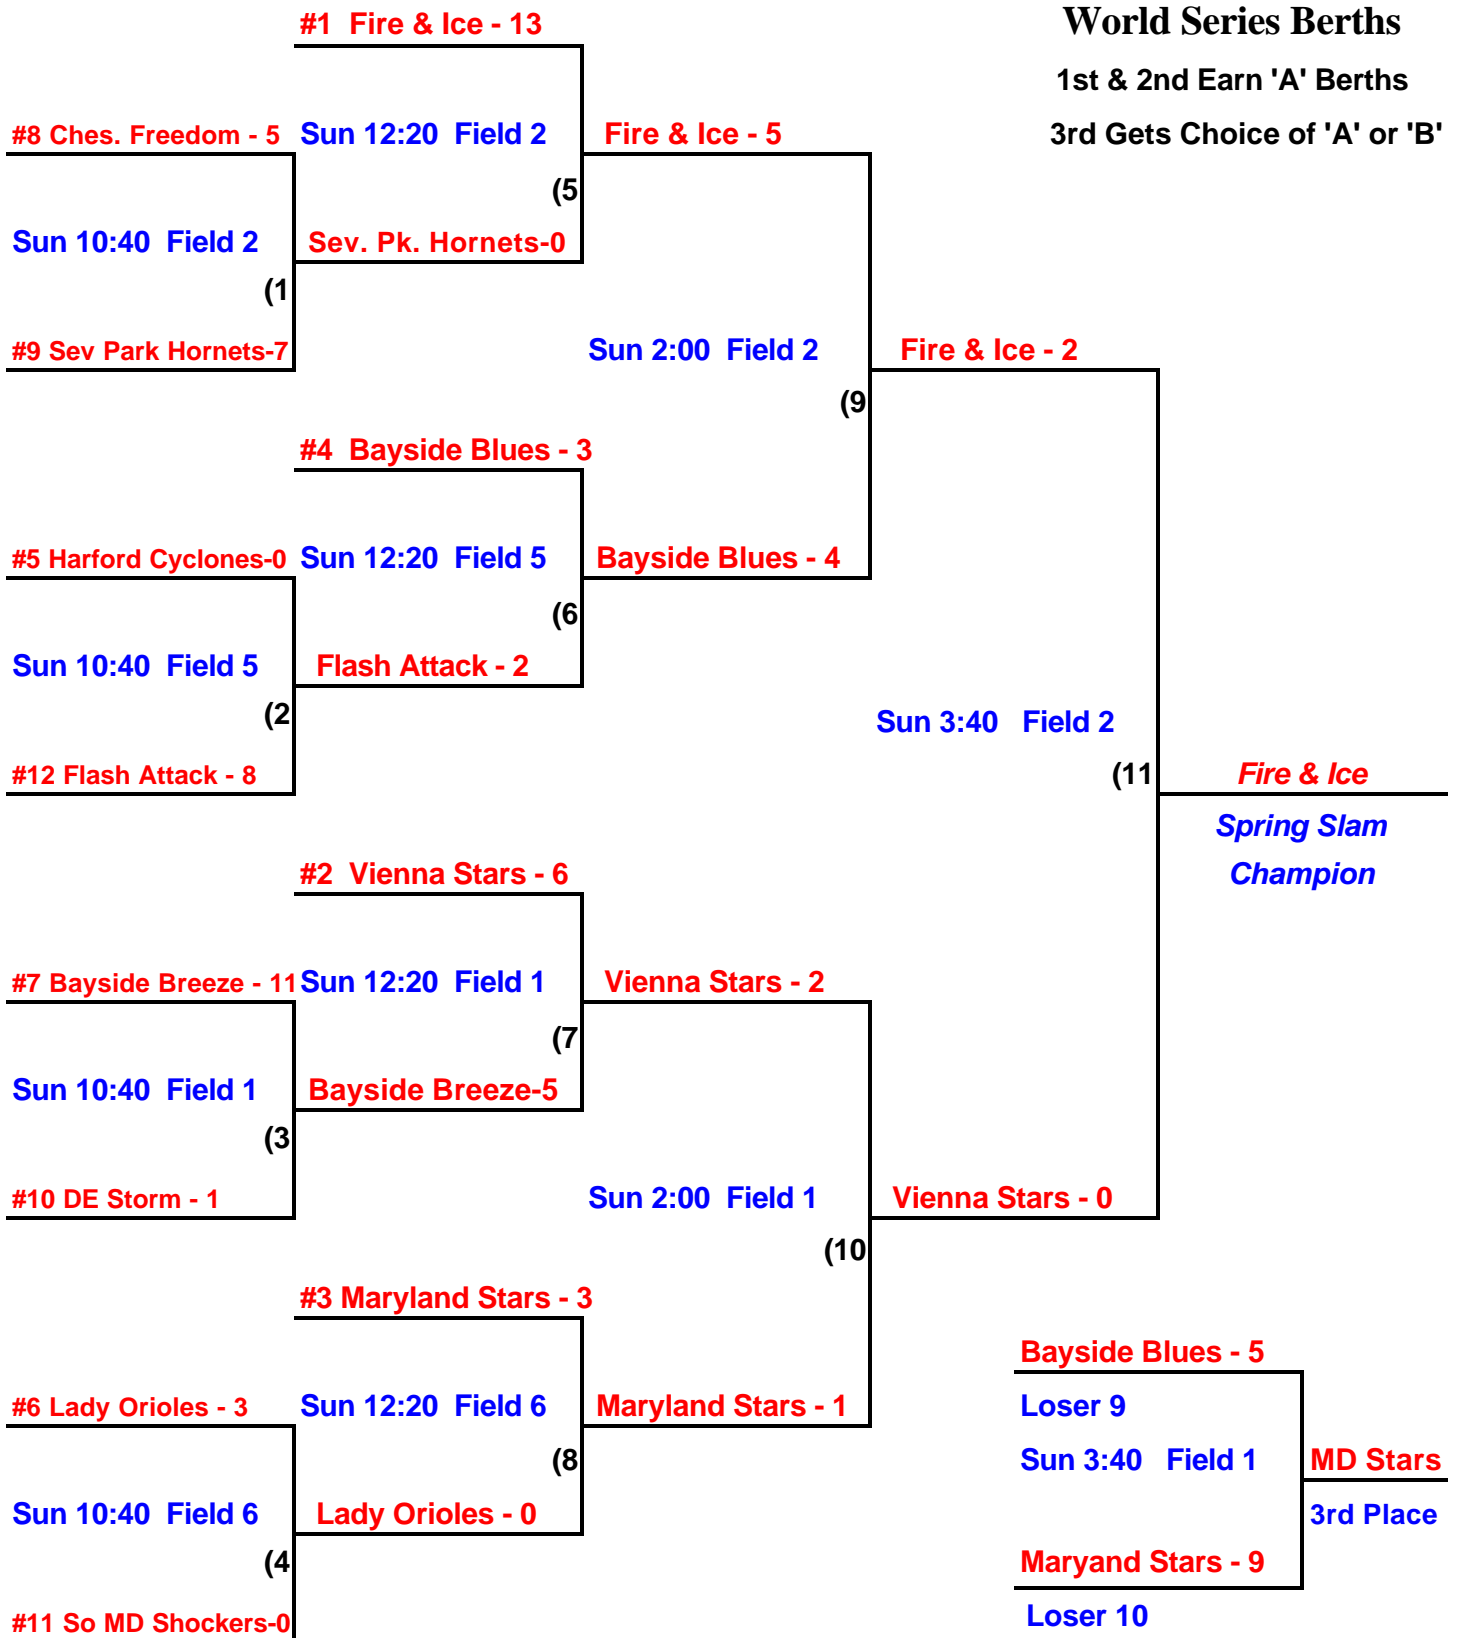 #1 Fire & Ice - 13
World Series Berths
1st & 2nd Earn 'A' Berths
3rd Gets Choice of 'A' or 'B'
#8 Ches. Freedom - 5
Sun 12:20 Field 2
Fire & Ice - 5
(5
Sun 10:40 Field 2
Sev. Pk. Hornets-0
(1
#9 Sev Park Hornets-7
Sun 2:00 Field 2
Fire & Ice - 2
(9
#4 Bayside Blues - 3
#5 Harford Cyclones-0
Sun 12:20 Field 5
Bayside Blues - 4
(6
Sun 10:40 Field 5
Flash Attack - 2
(2
Sun 3:40 Field 2
#12 Flash Attack - 8
(11
Fire & Ice
Spring Slam
Champion
#2 Vienna Stars - 6
#7 Bayside Breeze - 11
Sun 12:20 Field 1
Vienna Stars - 2
(7
Sun 10:40 Field 1
Bayside Breeze-5
(3
#10 DE Storm - 1
Sun 2:00 Field 1
Vienna Stars - 0
(10
#3 Maryland Stars - 3
Bayside Blues - 5
#6 Lady Orioles - 3
Sun 12:20 Field 6
Maryland Stars - 1
Loser 9
(8
Sun 3:40 Field 1
MD Stars
Sun 10:40 Field 6
Lady Orioles - 0
3rd Place
(4
Maryand Stars - 9
#11 So MD Shockers-0
Loser 10